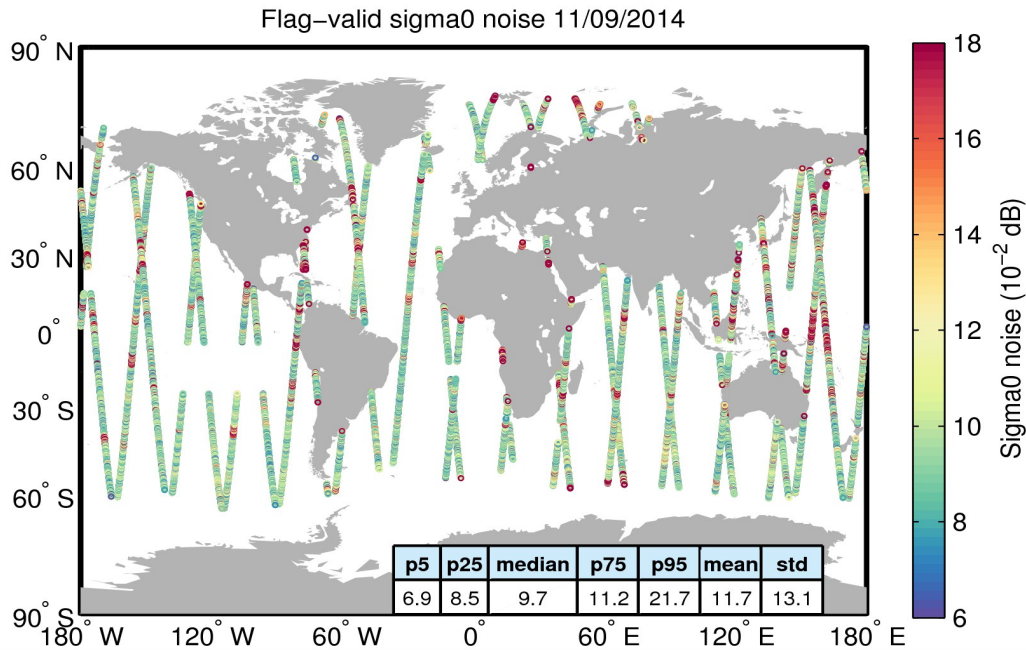 Flag−valid sigma0 noise 11/09/2014
90° N
60° N
30° N
0°
30° S
60° S
90° S
180° W
120° W
60° W
0°
60° E
120° E
180° E
p5 p25 median p75 p95 mean std
6.9 8.5 9.7 11.2 21.7 11.7 13.1
18
16
14
12
10
8
6
Sigma0 noise (10⁻² dB)